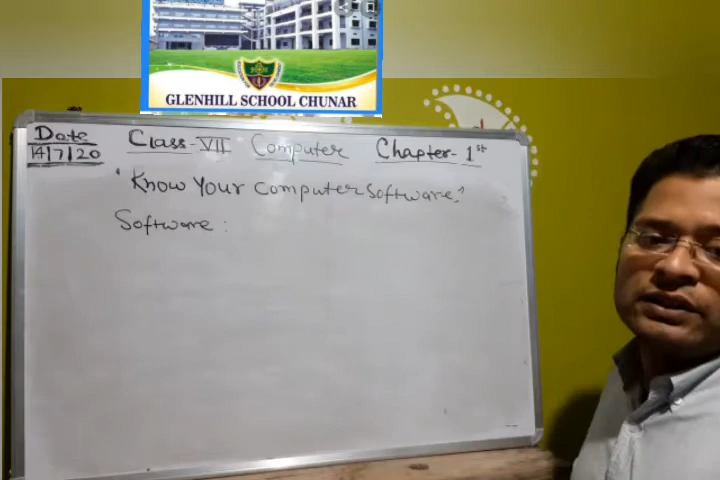 GLENHILL SCHOOL CHUNAR
Date Class-VII Computer Chapter-1st
14/7/20
"Know Your Computer Software."
Software: